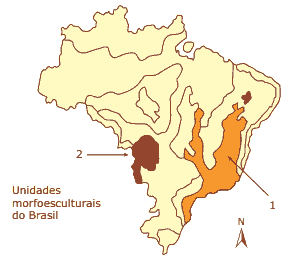 2
Unidades
morfoesculturais
do Brasil
1
N